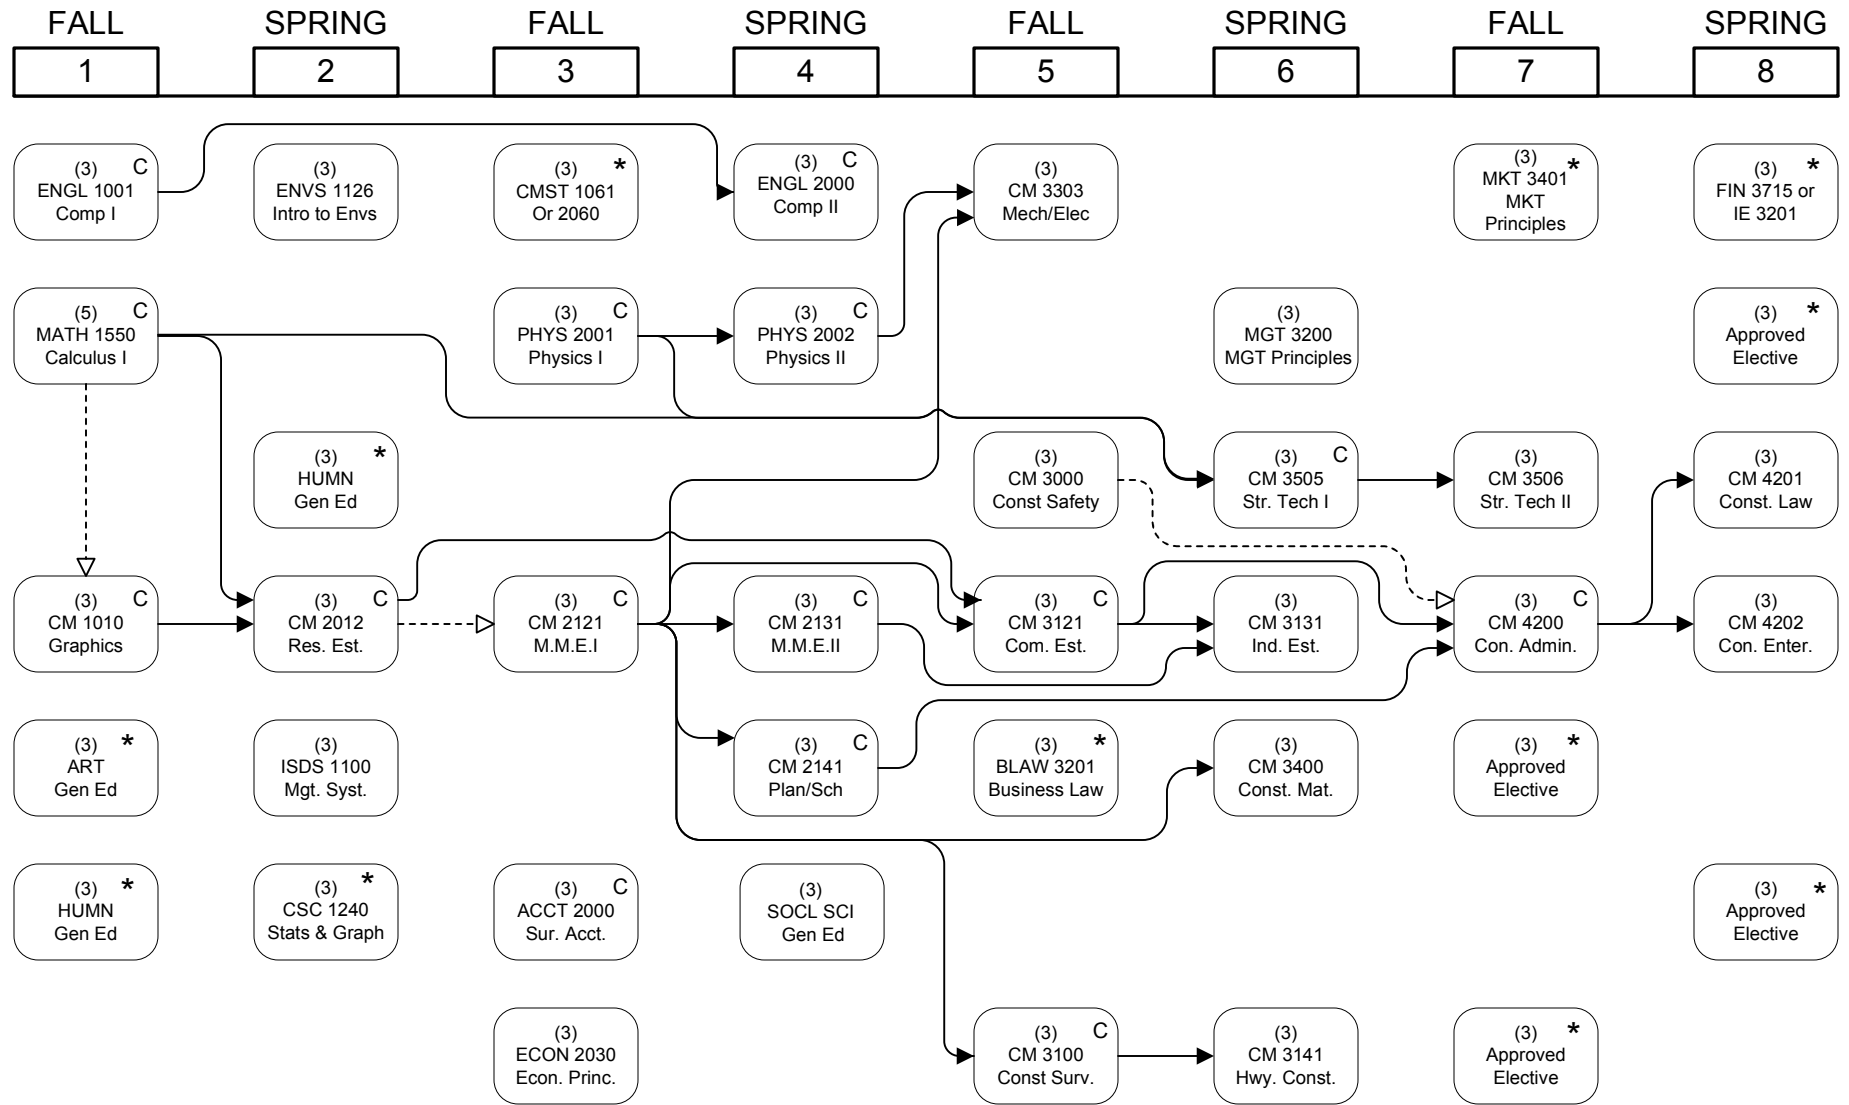 FALL
SPRING
FALL
SPRING
FALL
SPRING
FALL
SPRING
1
2
3
4
5
6
7
8
(3) C
ENGL 1001
Comp I
(3)
ENVS 1126
Intro to Envs
(3) *
CMST 1061
Or 2060
(3) C
ENGL 2000
Comp II
(3)
CM 3303
Mech/Elec
(3) *
MKT 3401
MKT
Principles
(3) *
FIN 3715 or
IE 3201
(5) C
MATH 1550
Calculus I
(3) C
PHYS 2001
Physics I
(3) C
PHYS 2002
Physics II
(3)
MGT 3200
MGT Principles
(3) *
Approved
Elective
(3) *
HUMN
Gen Ed
(3)
CM 3000
Const Safety
(3) C
CM 3505
Str. Tech I
(3)
CM 3506
Str. Tech II
(3)
CM 4201
Const. Law
(3) C
CM 1010
Graphics
(3) C
CM 2012
Res. Est.
(3) C
CM 2121
M.M.E.I
(3) C
CM 2131
M.M.E.II
(3) C
CM 3121
Com. Est.
(3)
CM 3131
Ind. Est.
(3) C
CM 4200
Con. Admin.
(3)
CM 4202
Con. Enter.
(3) *
ART
Gen Ed
(3)
ISDS 1100
Mgt. Syst.
(3) C
CM 2141
Plan/Sch
(3) *
BLAW 3201
Business Law
(3)
CM 3400
Const. Mat.
(3) *
Approved
Elective
(3) *
HUMN
Gen Ed
(3) *
CSC 1240
Stats & Graph
(3) C
ACCT 2000
Sur. Acct.
(3)
SOCL SCI
Gen Ed
(3) *
Approved
Elective
(3)
ECON 2030
Econ. Princ.
(3) C
CM 3100
Const Surv.
(3)
CM 3141
Hwy. Const.
(3) *
Approved
Elective